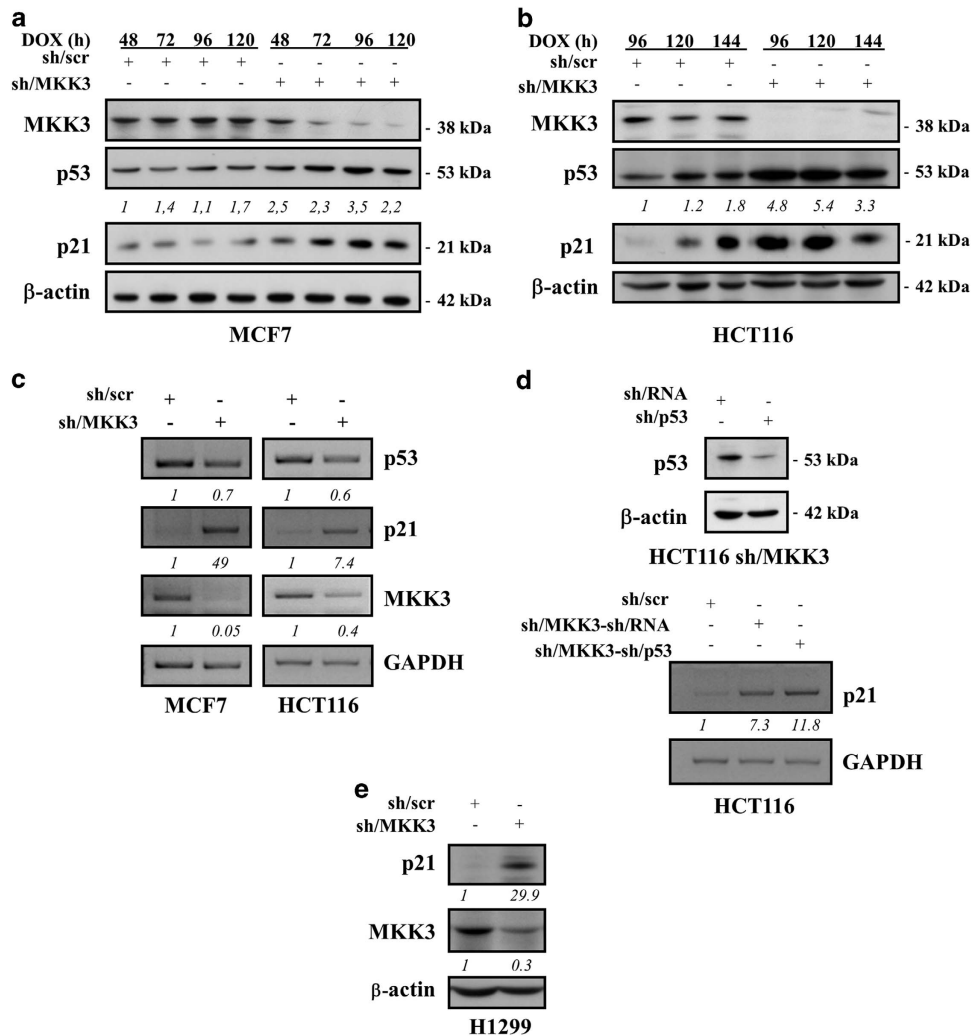 a
DOX (h) 48 72 96 120 48 72 96 120
sh/scr + + + + - - - -
sh/MKK3 - - - - + + + +
MKK3 - 38 kDa
p53 - 53 kDa
1 1,4 1,1 1,7 2,5 2,3 3,5 2,2
p21 - 21 kDa
β-actin - 42 kDa
MCF7
b
DOX (h) 96 120 144 96 120 144
sh/scr + + + - - -
sh/MKK3 - - - + + +
MKK3 - 38 kDa
p53 - 53 kDa
1 1.2 1.8 4.8 5.4 3.3
p21 - 21 kDa
β-actin - 42 kDa
HCT116
c
sh/scr + - + -
sh/MKK3 - + - +
p53
1 0.7 1 0.6
p21
1 49 1 7.4
MKK3
1 0.05 1 0.4
GAPDH
MCF7 HCT116
d
sh/RNA + -
sh/p53 - +
p53 - 53 kDa
β-actin - 42 kDa
HCT116 sh/MKK3
sh/scr + - -
sh/MKK3-sh/RNA - + -
sh/MKK3-sh/p53 - - +
p21
1 7.3 11.8
GAPDH
HCT116
e
sh/scr + -
sh/MKK3 - +
p21
1 29.9
MKK3
1 0.3
β-actin
H1299